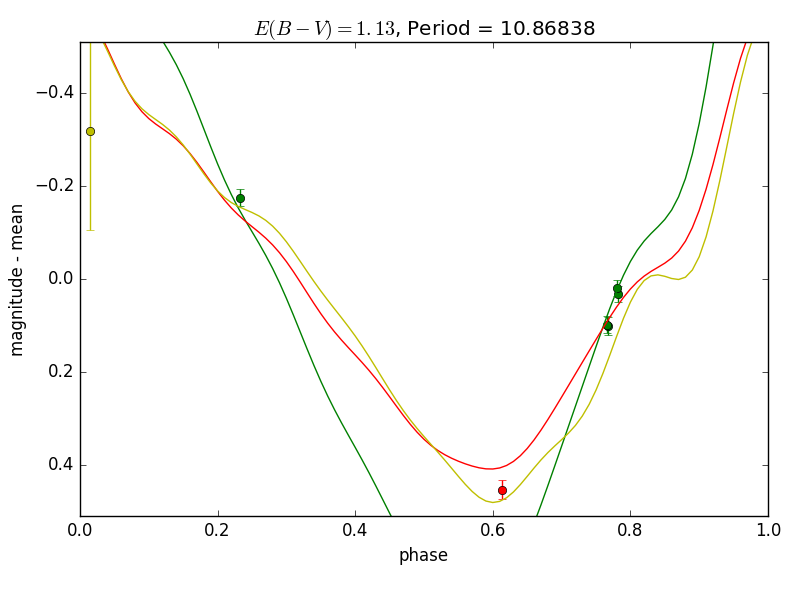 E(B − V) = 1.13, Period = 10.86838
−0.4
−0.2
0.0
0.2
0.4
magnitude - mean
0.0 0.2 0.4 0.6 0.8 1.0
phase